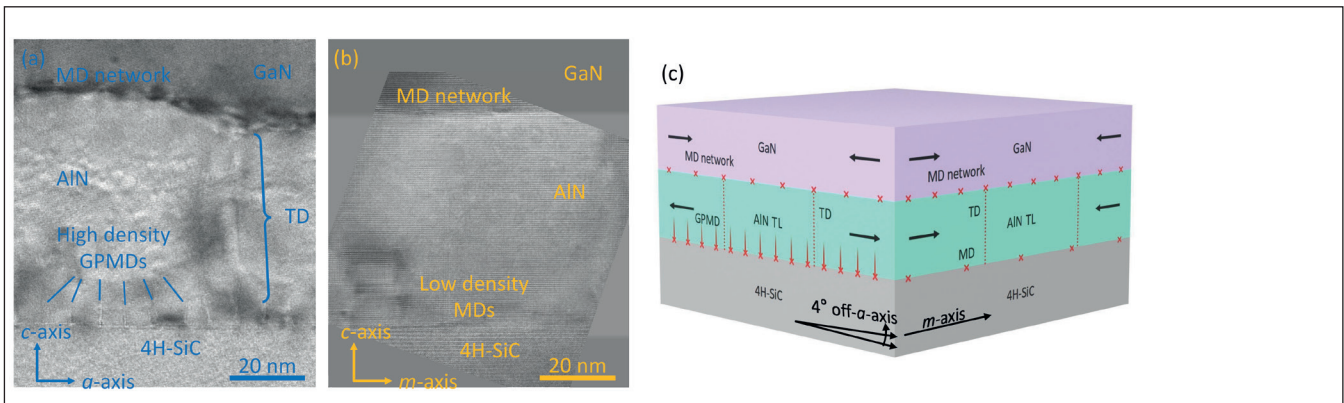 (a)
MD network
GaN
AlN
TD
High density
GPMDs
c-axis
4H-SiC
a-axis
20 nm
(b)
GaN
MD network
AlN
Low density
MDs
c-axis
4H-SiC
m-axis
20 nm
(c)
GaN
MD network
GPMD
AlN TL
TD
4H-SiC
4° off-a-axis
GaN
MD network
TD
AlN TL
MD
4H-SiC
m-axis